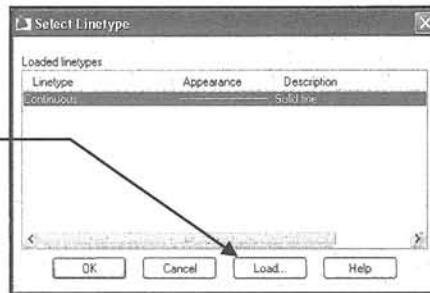 Select Linetype
Loaded linetypes
Linetype Appearance Description
Continuous Solid line
OK Cancel Load... Help